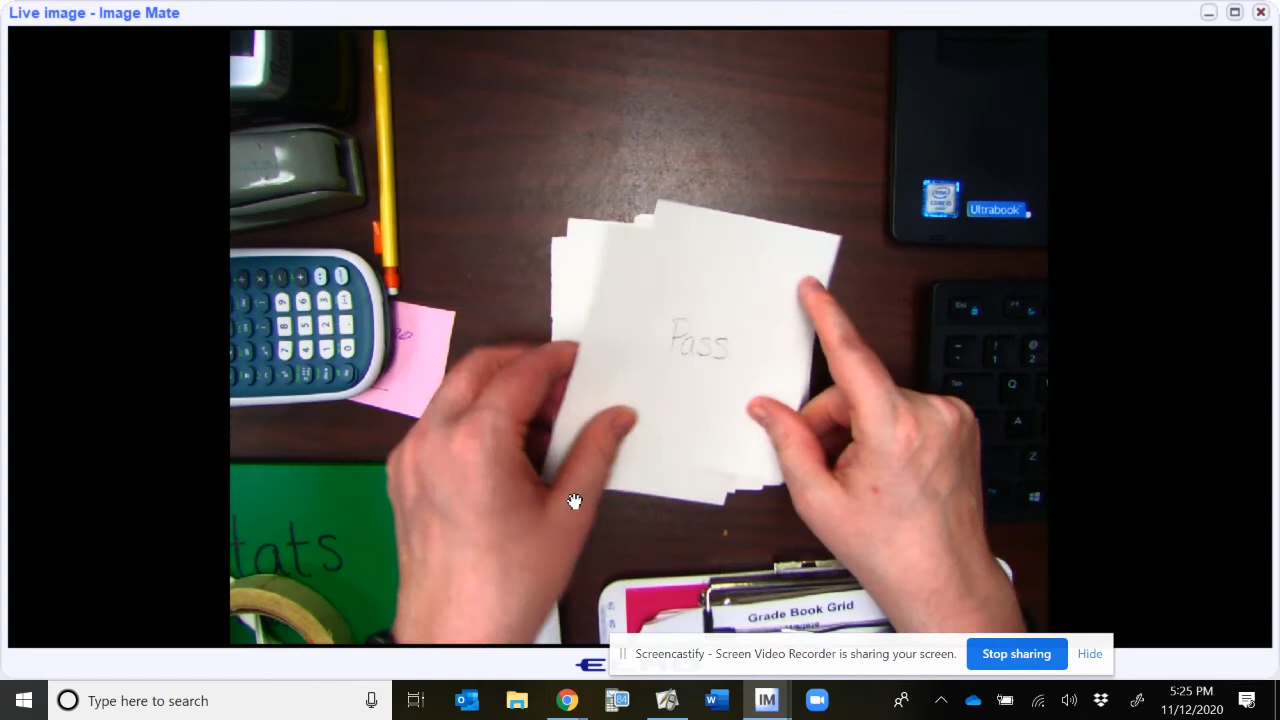 Live image - Image Mate
Ultrabook
Pass
tats
Grade Book Grid
Screencastify - Screen Video Recorder is sharing your screen.
Stop sharing
Hide
Type here to search
IM
5:25 PM
11/12/2020